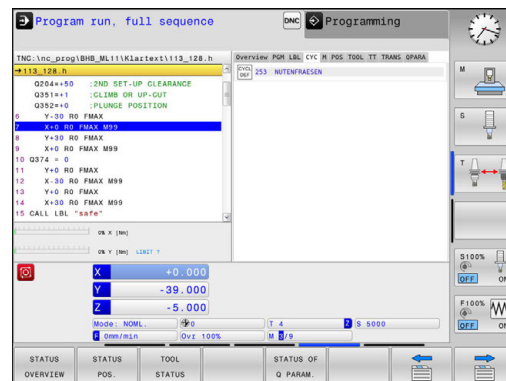 Program run, full sequence
DNC
Programming
TNC:\nc_prog\BHB_ML11\Klartext\113_128.h
→113_128.h
Q204=+50 ;2ND SET-UP CLEARANCE
Q351=+1 ;CLIMB OR UP-CUT
Q352=+0 ;PLUNGE POSITION
6 Y-30 R0 FMAX
7 X+0 R0 FMAX M99
8 Y+30 R0 FMAX
9 X+0 R0 FMAX M99
10 Q374 = 0
11 Y+0 R0 FMAX
12 X-30 R0 FMAX M99
13 Y+0 R0 FMAX
14 X+30 R0 FMAX M99
15 CALL LBL "safe"
Overview PGM LBL CYC M POS TOOL TT TRANS QPARA
CYCL DEF 253 NUTENFRAESEN
0% X [Nm]
0% Y [Nm] LIMIT ?
X +0.000
Y -39.000
Z -5.000
Mode: NOML. 0 T 4 Z S 5000
F 0mm/min Ovr 100% M 5/9
M
S
T
S100%
OFF ON
F100%
OFF ON
STATUS OVERVIEW
STATUS POS.
TOOL STATUS
STATUS OF Q PARAM.